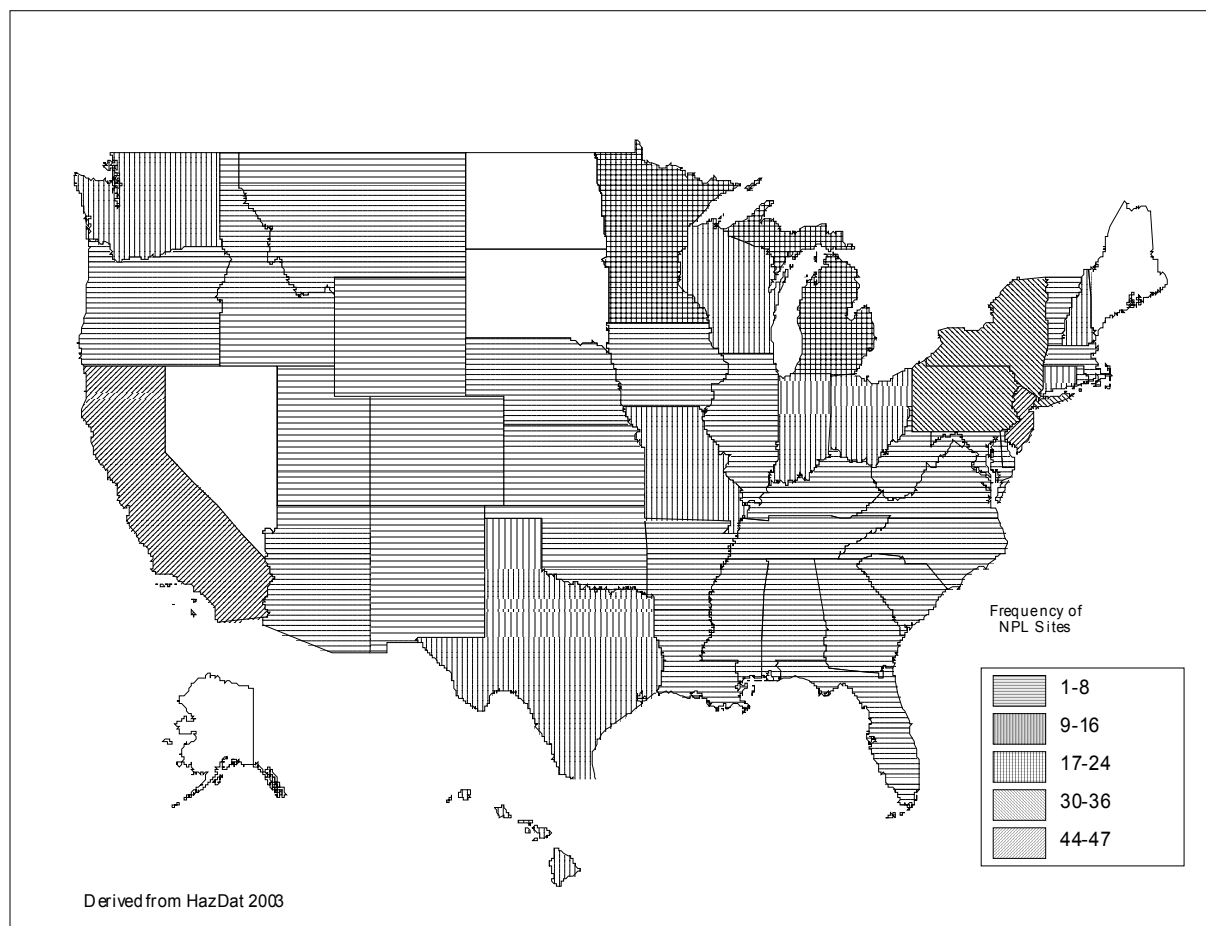 Frequency of
NPL Sites
1-8
9-16
17-24
30-36
44-47
Derived from HazDat 2003